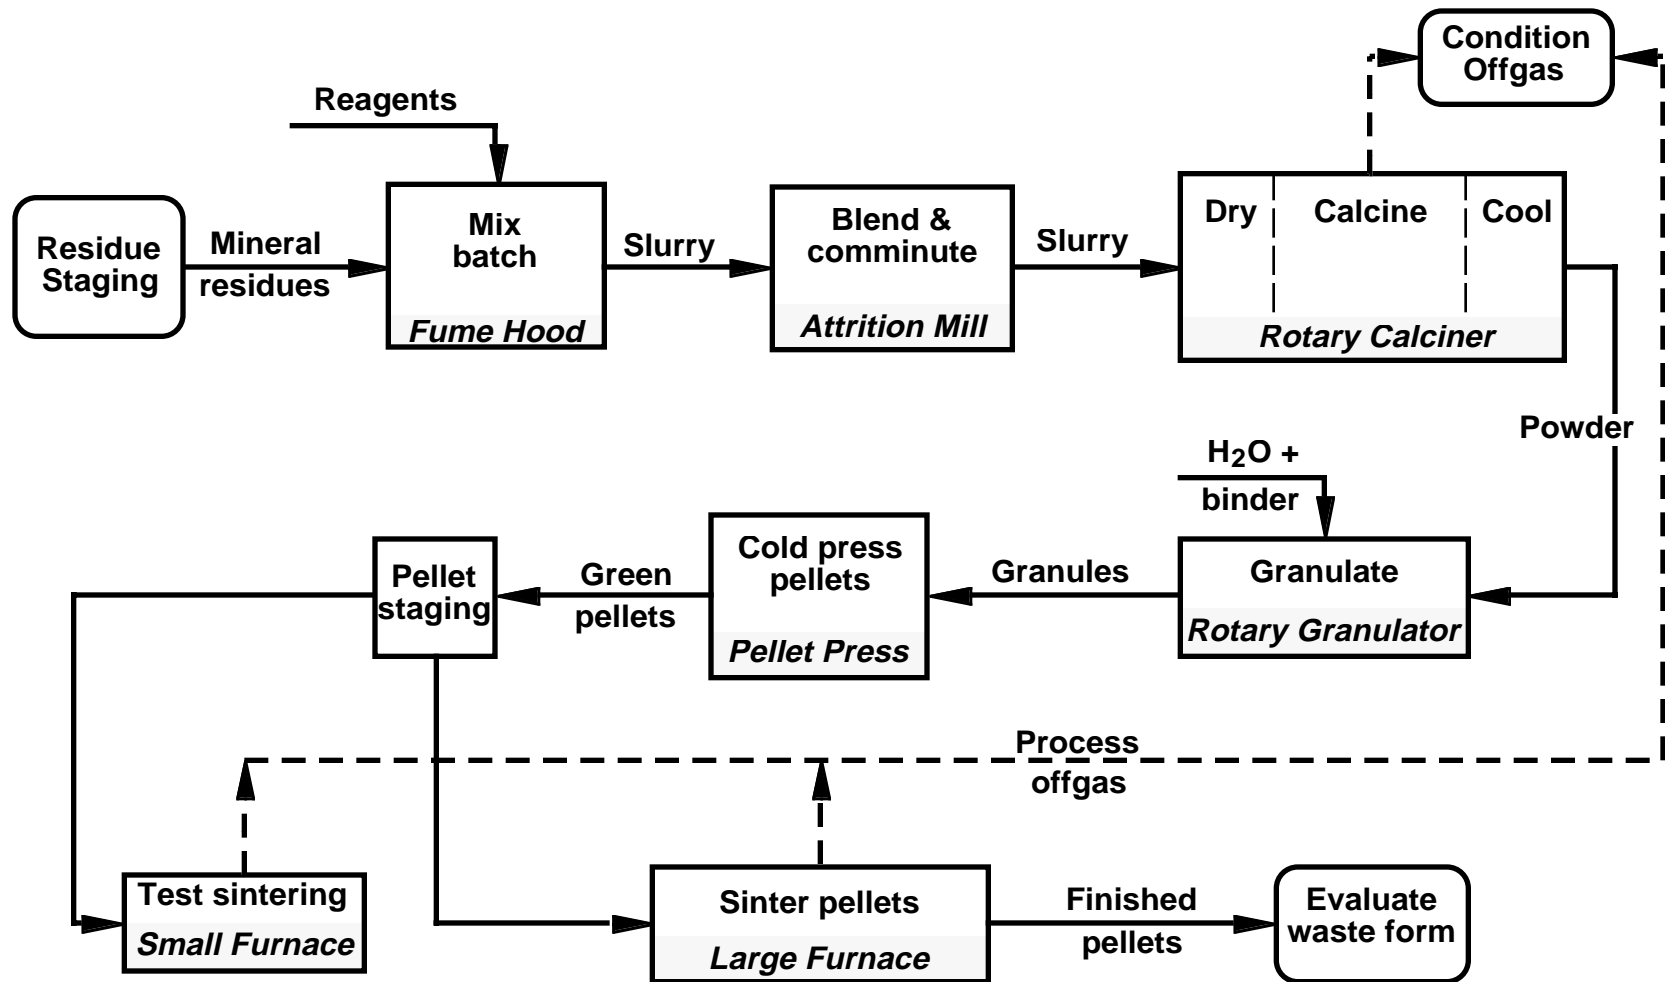 Condition
Offgas
Reagents
Residue
Staging
Mineral
residues
Mix
batch
Fume Hood
Slurry
Blend &
comminute
Attrition Mill
Slurry
Dry
Calcine
Cool
Rotary Calciner
Powder
H₂O +
binder
Granulate
Rotary Granulator
Granules
Cold press
pellets
Pellet Press
Green
pellets
Pellet
staging
Process
offgas
Test sintering
Small Furnace
Sinter pellets
Large Furnace
Finished
pellets
Evaluate
waste form